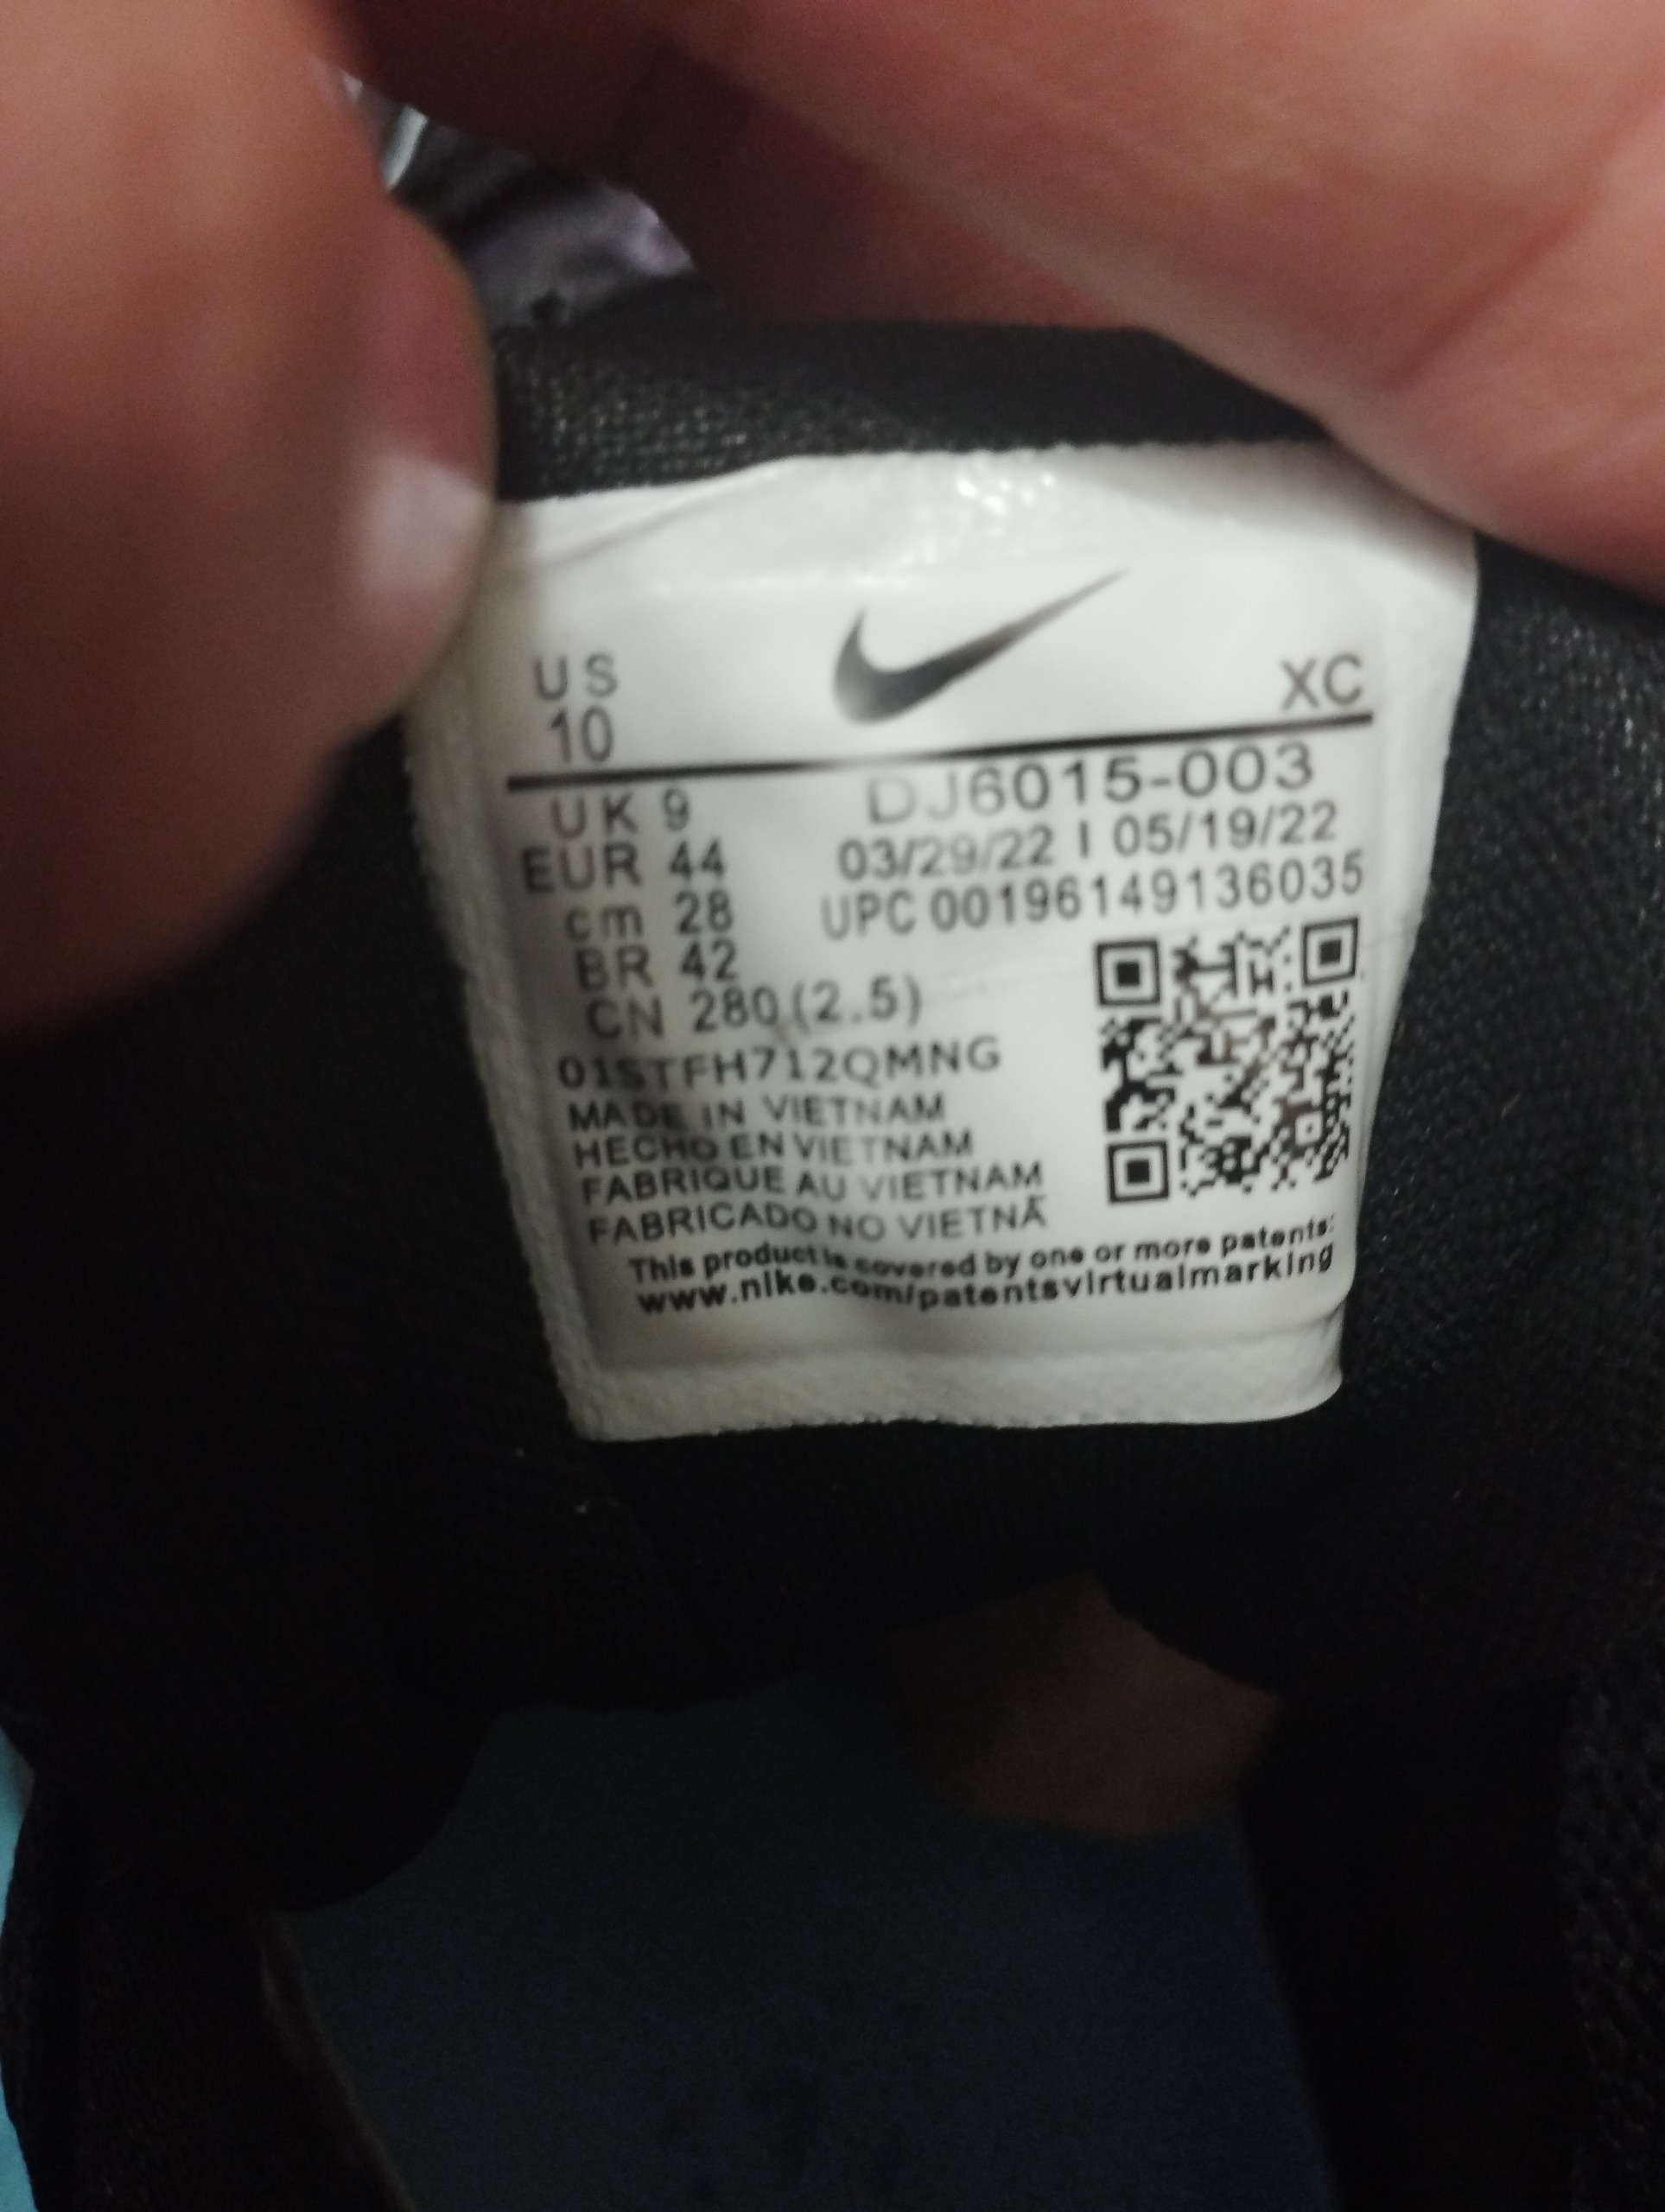 US
10
XC
UK 9
EUR 44
cm 28
BR 42
CN 280 (2.5)
DJ6015-003
03/29/22 I 05/19/22
UPC 00196149136035
01STFH712QMNG
MADE IN VIETNAM
HECHO EN VIETNAM
FABRIQUE AU VIETNAM
FABRICADO NO VIETNÃ
This product is covered by one or more patents:
www.nike.com/patentsvirtualmarking